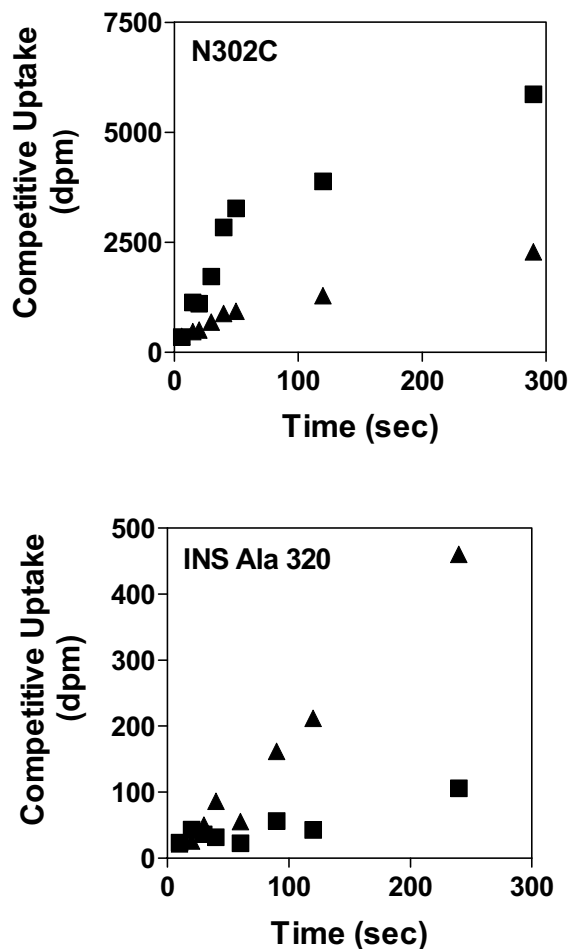 N302C
Competitive Uptake
(dpm)
7500
5000
2500
0
0 100 200 300
Time (sec)
INS Ala 320
Competitive Uptake
(dpm)
500
400
300
200
100
0
0 100 200 300
Time (sec)